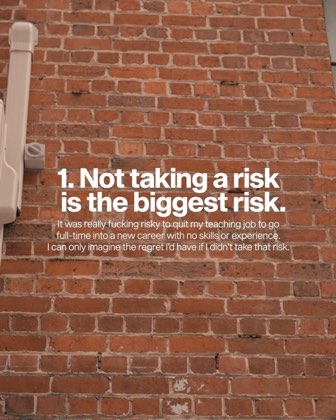 1. Not taking a risk
is the biggest risk.
It was really fucking risky to quit my teaching job to go
full-time into a new career with no skills or experience.
I can only imagine the regret I'd have if I didn't take that risk.